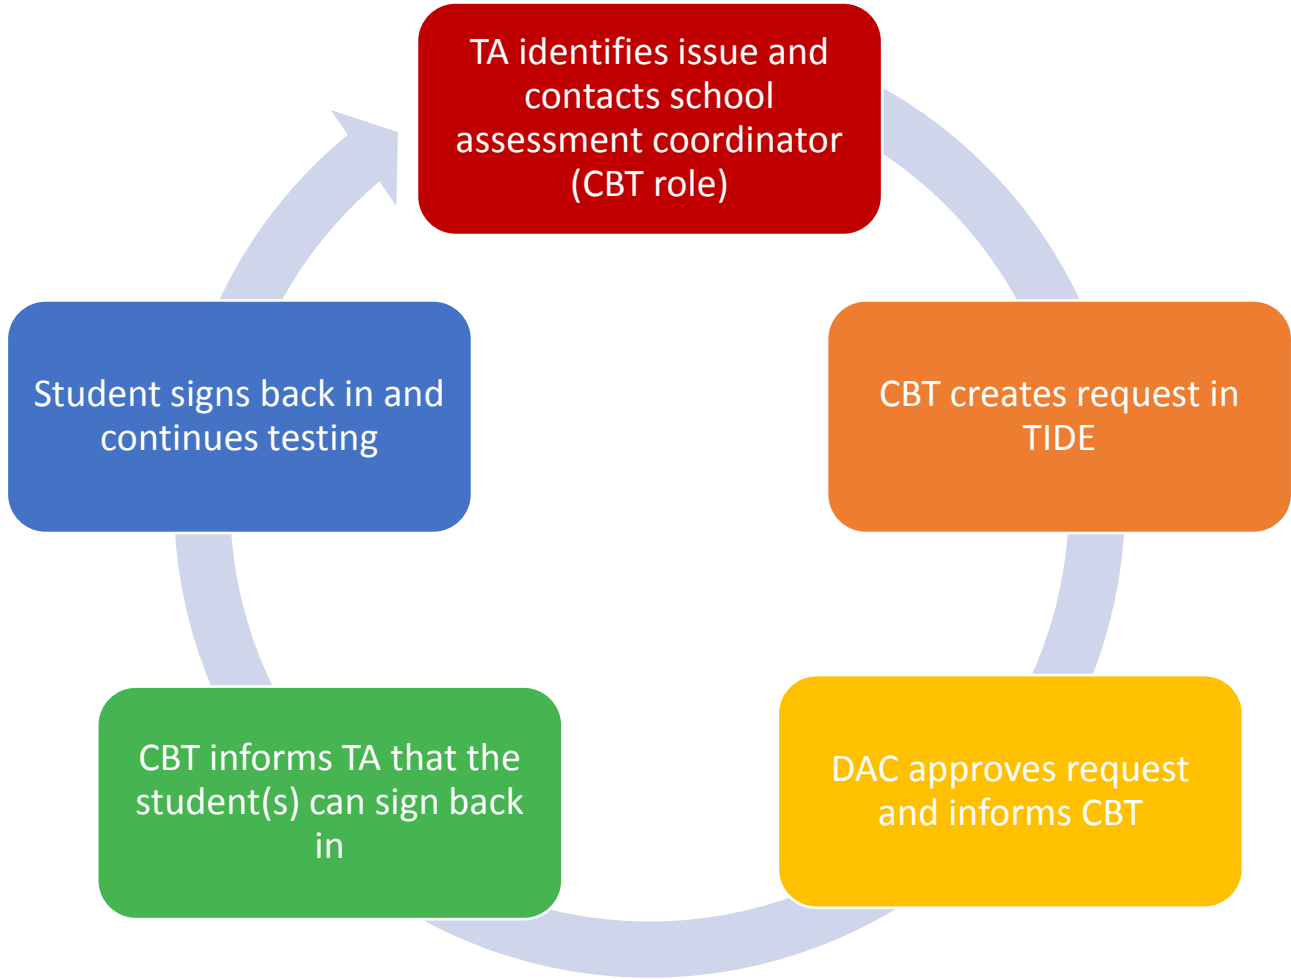 TA identifies issue and
contacts school
assessment coordinator
(CBT role)
CBT creates request in
TIDE
DAC approves request
and informs CBT
CBT informs TA that the
student(s) can sign back
in
Student signs back in and
continues testing